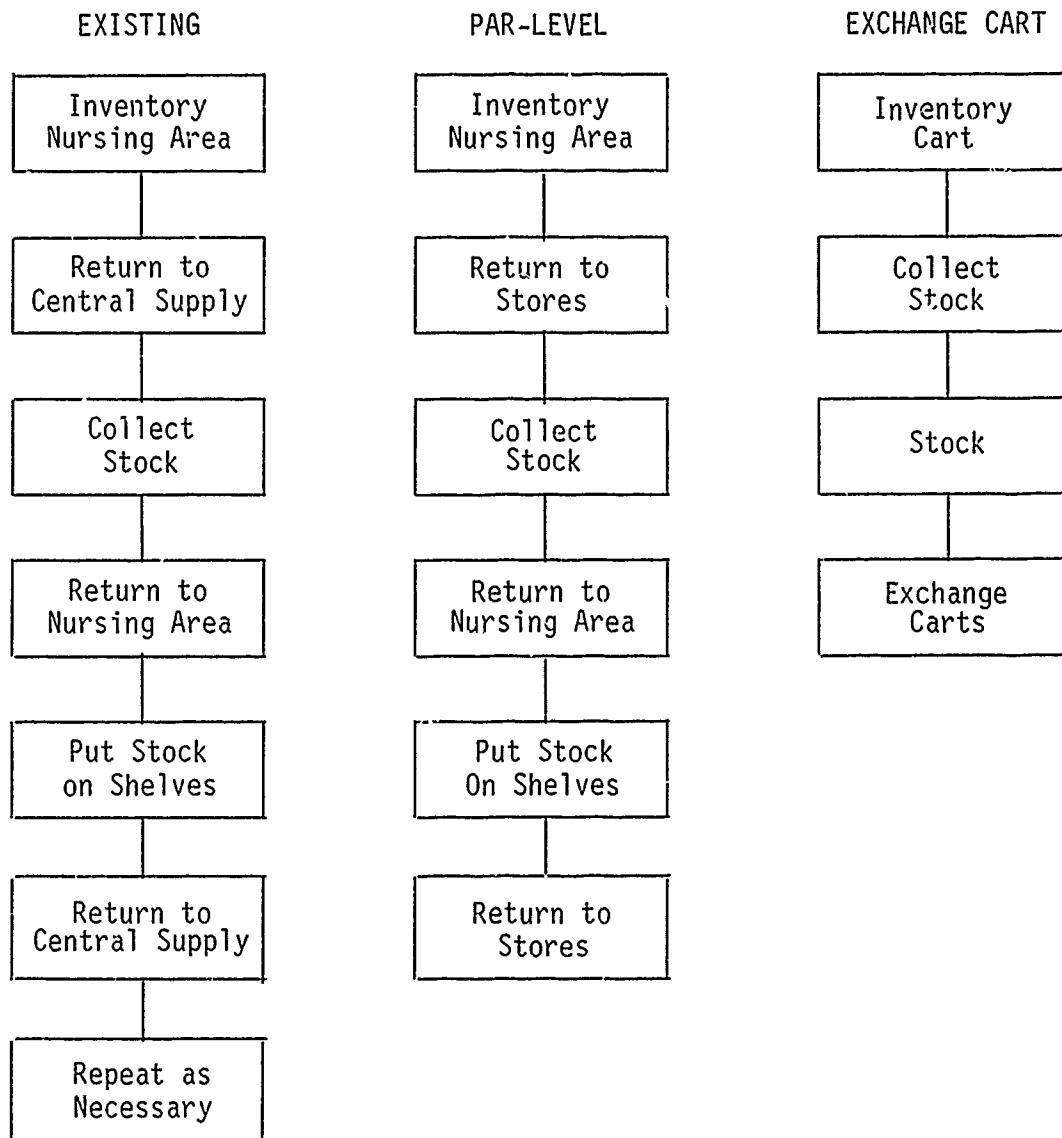 EXISTING
Inventory
Nursing Area
Return to
Central Supply
Collect
Stock
Return to
Nursing Area
Put Stock
on Shelves
Return to
Central Supply
Repeat as
Necessary
PAR-LEVEL
Inventory
Nursing Area
Return to
Stores
Collect
Stock
Return to
Nursing Area
Put Stock
On Shelves
Return to
Stores
EXCHANGE CART
Inventory
Cart
Collect
Stock
Stock
Exchange
Carts